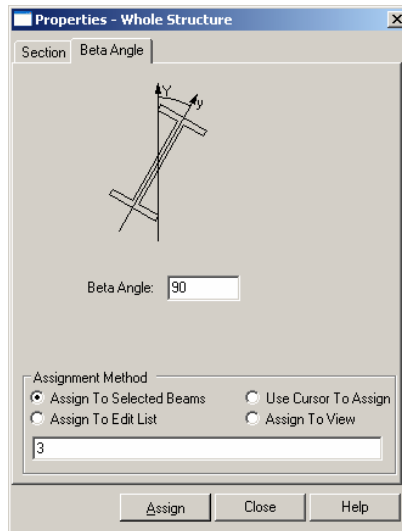 Properties - Whole Structure
Section Beta Angle
Y
y
Beta Angle: 90
Assignment Method
Assign To Selected Beams Use Cursor To Assign
Assign To Edit List Assign To View
3
Assign Close Help